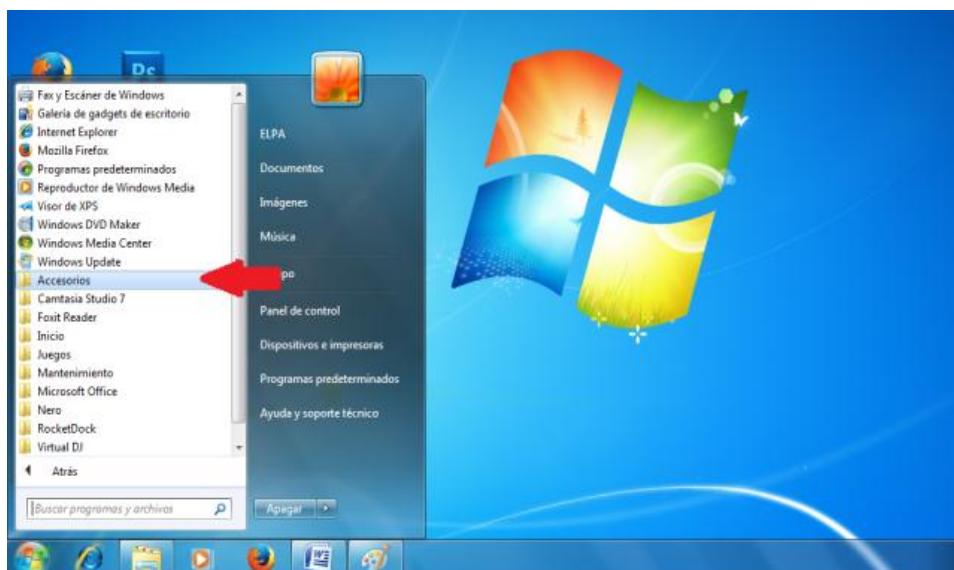 Ps
Fax y Escáner de Windows
Galería de gadgets de escritorio
Internet Explorer
Mozilla Firefox
Programas predeterminados
Reproductor de Windows Media
Visor de XPS
Windows DVD Maker
Windows Media Center
Windows Update
Accesorios
Camtasia Studio 7
Foxit Reader
Inicio
Juegos
Mantenimiento
Microsoft Office
Nero
RocketDock
Virtual DJ
Atrás
Buscar programas y archivos
ELPA
Documentos
Imágenes
Música
Panel de control
Dispositivos e impresoras
Programas predeterminados
Ayuda y soporte técnico
Apagar